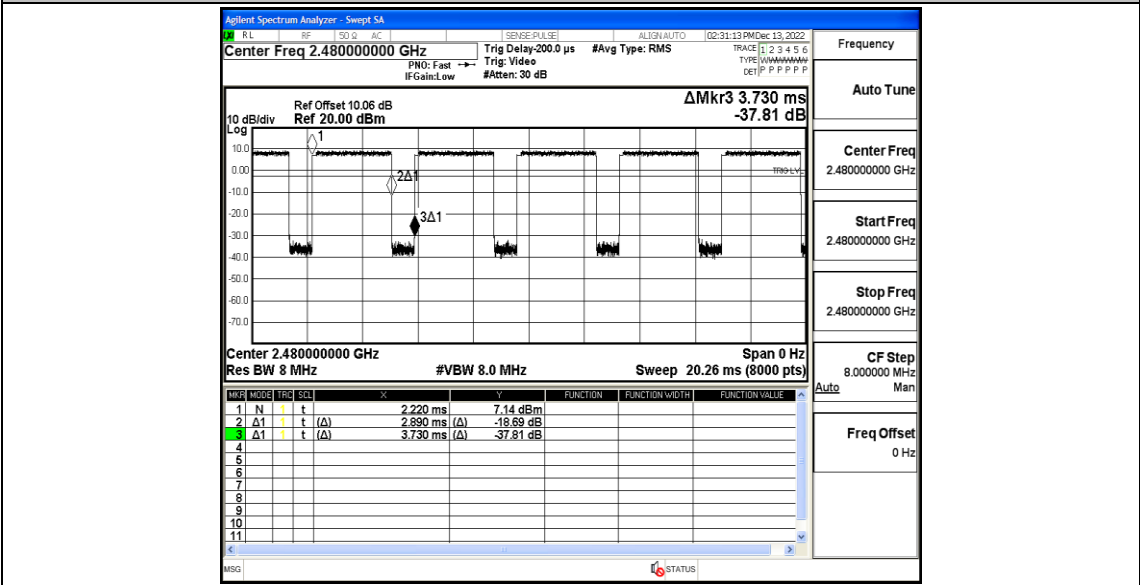 Agilent Spectrum Analyzer - Swept SA
RL RF 50 Ω AC SENSE:PULSE ALIGNAUTO 02:31:13 PM Dec 13, 2022
Center Freq 2.480000000 GHz Trig Delay-200.0 µs #Avg Type: RMS TRACE 1 2 3 4 5 6
PNO: Fast Trig: Video TYPE
IFGain:Low #Atten: 30 dB DET P P P P P P
ΔMkr3 3.730 ms
-37.81 dB
Ref Offset 10.06 dB
10 dB/div Ref 20.00 dBm
Log
10.0
0.00
-10.0
-20.0
-30.0
-40.0
-50.0
-60.0
-70.0
1
2Δ1
3Δ1
TRIG LVL
Center 2.480000000 GHz Span 0 Hz
Res BW 8 MHz #VBW 8.0 MHz Sweep 20.26 ms (8000 pts)
MKR MODE TRC SCL X Y FUNCTION FUNCTION WIDTH FUNCTION VALUE
1 N 1 t 2.220 ms 7.14 dBm
2 Δ1 1 t (Δ) 2.890 ms (Δ) -18.69 dB
3 Δ1 1 t (Δ) 3.730 ms (Δ) -37.81 dB
4
5
6
7
8
9
10
11
MSG STATUS
Frequency
Auto Tune
Center Freq
2.480000000 GHz
Start Freq
2.480000000 GHz
Stop Freq
2.480000000 GHz
CF Step
8.000000 MHz
Auto Man
Freq Offset
0 Hz